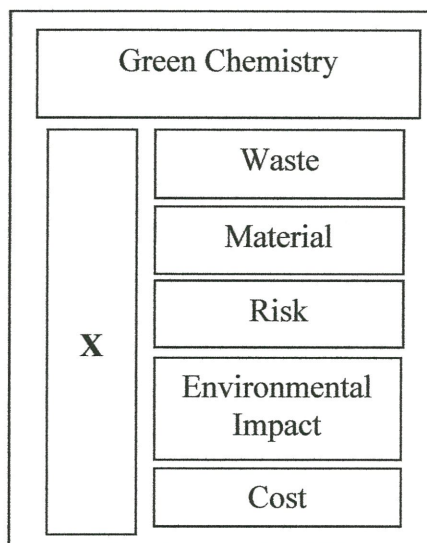 Green Chemistry
X
Waste
Material
Risk
Environmental
Impact
Cost